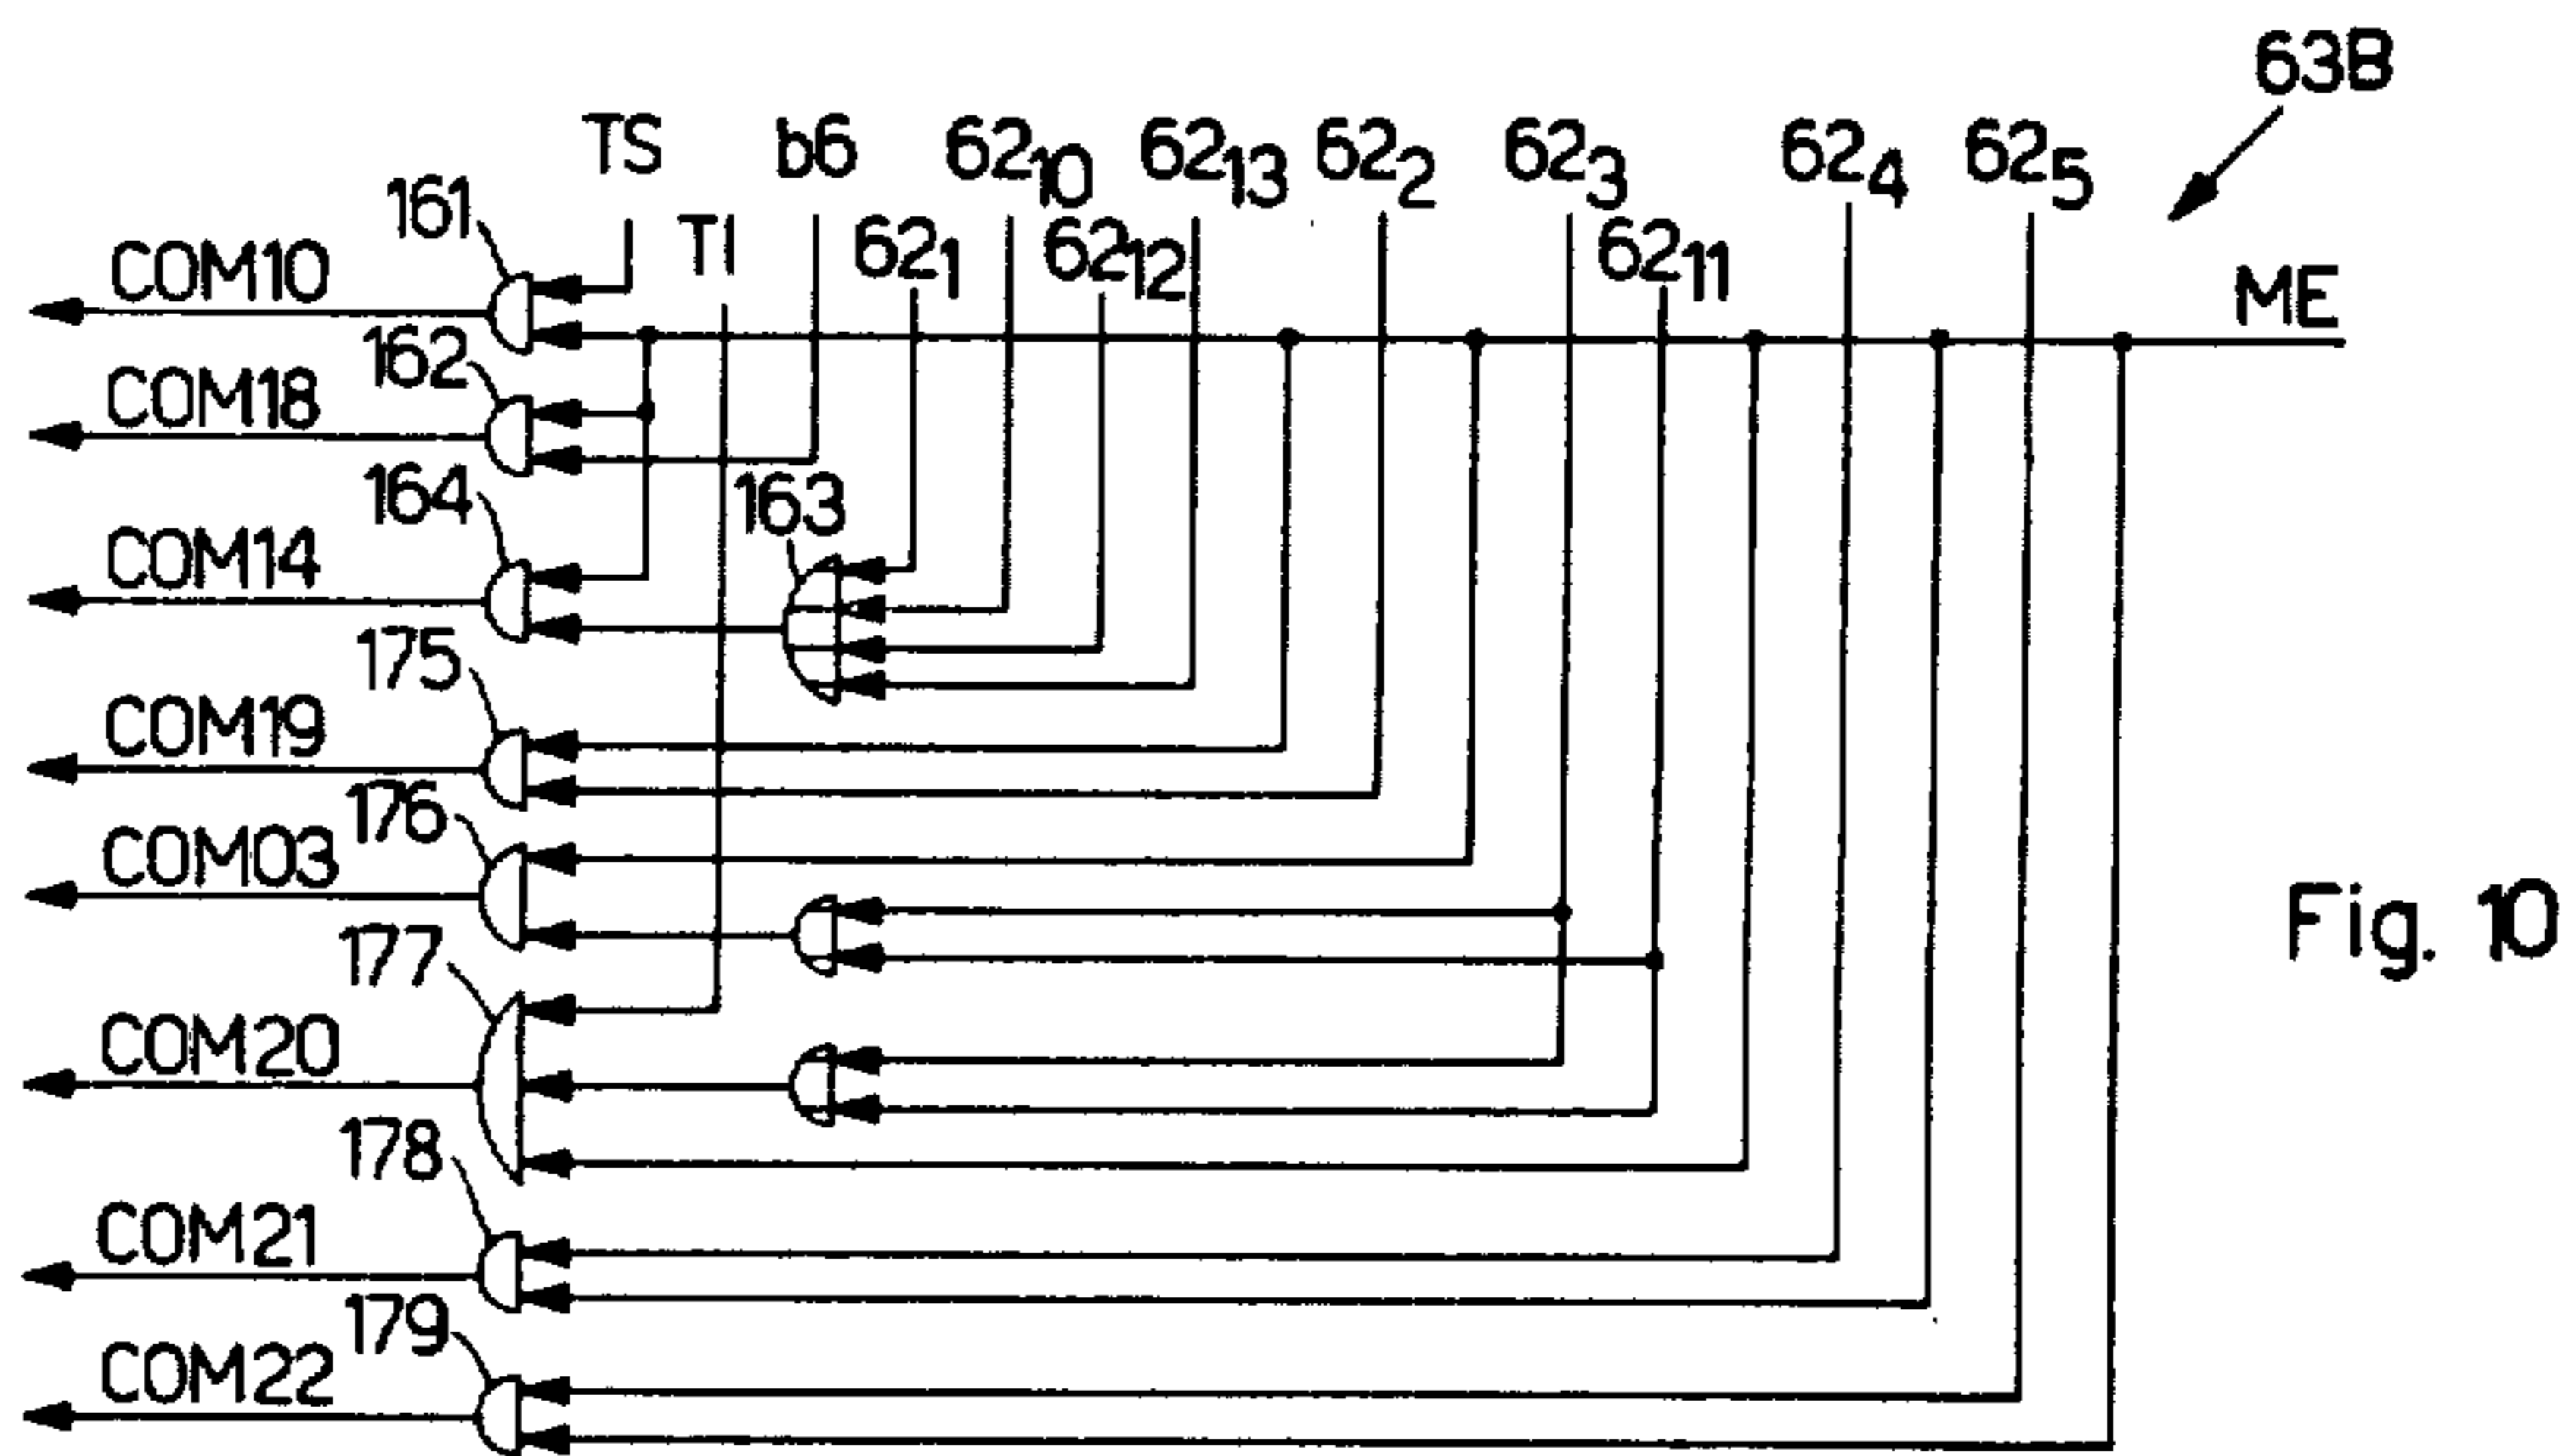 63B
TS b6 62₁₀ 62₁₃ 62₂ 62₃ 62₄ 62₅
161 T1 62₁ 62₁₂ 62₁₁
COM10 ME
162
COM18
164 163
COM14
175
COM19
176
COM03
177
Fig. 10
COM20
178
COM21
179
COM22